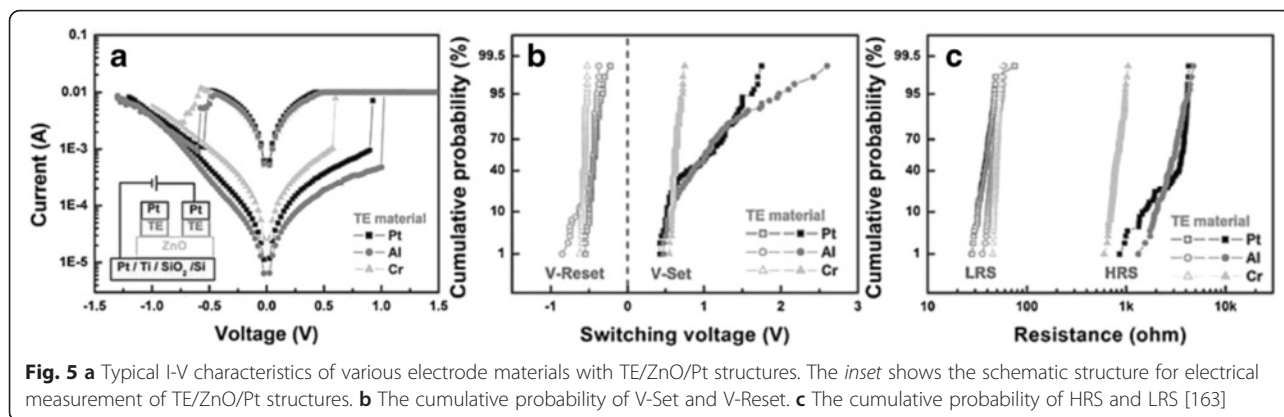 a
0.1
0.01
1E-3
1E-4
1E-5
Current (A)
-1.5 -1.0 -0.5 0.0 0.5 1.0 1.5
Voltage (V)
Pt Pt
TE TE
ZnO
Pt / Ti / SiO2 /Si
TE material
Pt
Al
Cr
b
Cumulative probability (%)
99.5
95
70
40
10
1
V-Reset
V-Set
TE material
Pt
Al
Cr
-1 0 1 2 3
Switching voltage (V)
c
Cumulative probability (%)
99.5
95
70
40
10
1
LRS
HRS
TE material
Pt
Al
Cr
10 100 1k 10k
Resistance (ohm)
Fig. 5 a Typical I-V characteristics of various electrode materials with TE/ZnO/Pt structures. The inset shows the schematic structure for electrical
measurement of TE/ZnO/Pt structures. b The cumulative probability of V-Set and V-Reset. c The cumulative probability of HRS and LRS [163]